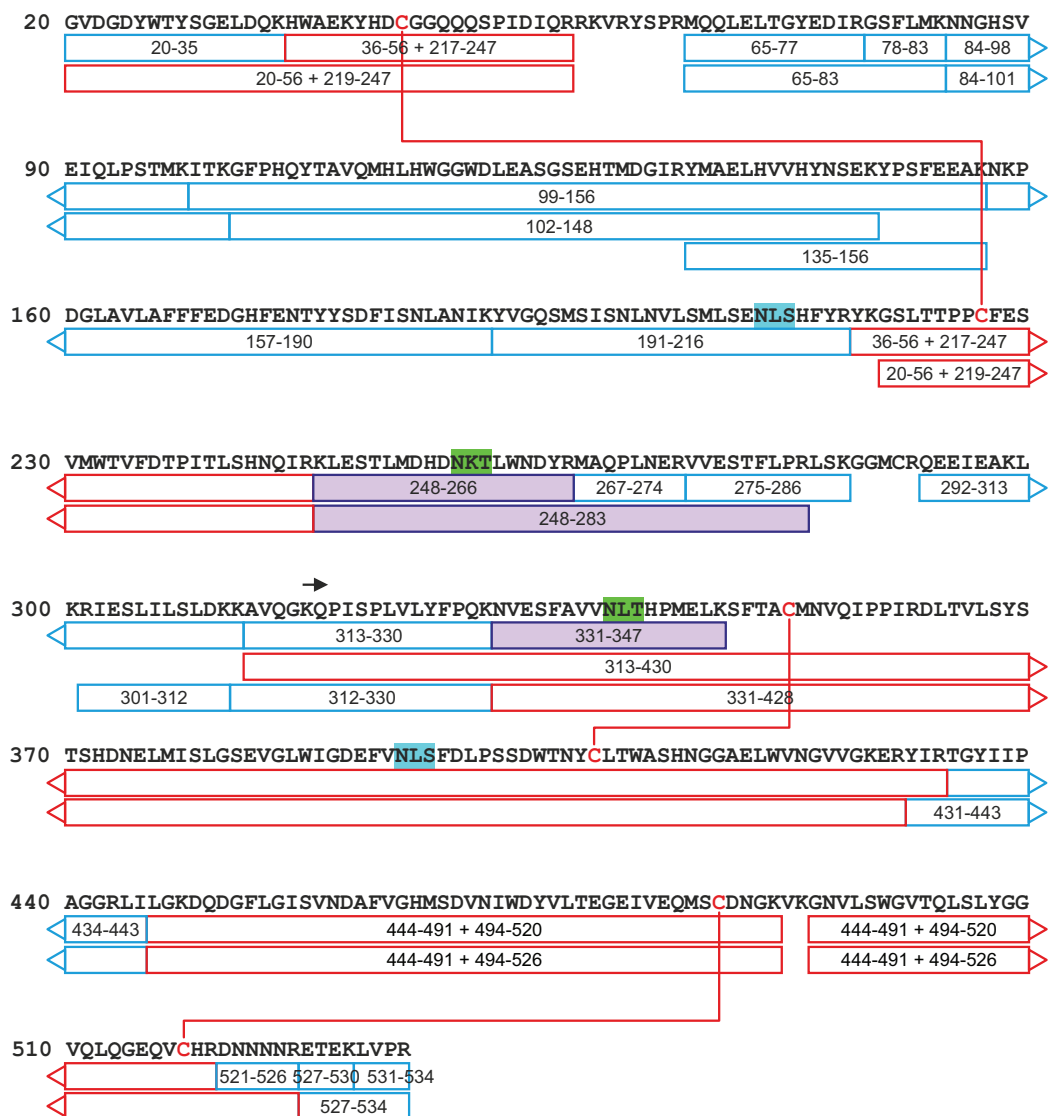 20 GVDGDYWTYSGELDQKHWAEKYHDCGGQQQSPIDIQRRKVRYSPRMQQLELTGYEDIRGSFLMKNNGHSV
20-35 36-56 + 217-247 65-77 78-83 84-98
20-56 + 219-247 65-83 84-101
90 EIQLPSTMKITKGFPHQYTAVQMHLHWGGWDLEASGSEHTMDGIRYMAELHVVHYNSEKYPSFEEAKNKP
99-156
102-148
135-156
160 DGLAVLAFFFEDGHFENTYYSDFISNLANIKYVGQSMSISNLNVLSMLSENLSHFYRYKGSLTTPPCFES
157-190 191-216 36-56 + 217-247
20-56 + 219-247
230 VMWTVFDTPITLSHNQIRKLESTLMDHDNKTLWNDYRMAQPLNERVVESTFLPRLSKGGMCRQEEIEAKL
248-266 267-274 275-286 292-313
248-283
300 KRIESLILSLDKKAVQGKQPISPLVLYFPQKNVESFAVVNLTHPMELKSFTACMNVQIPPIRDLTVLSYS
313-330 331-347
313-430
301-312 312-330 331-428
370 TSHDNELMISLGSEVGLWIGDEFVNLSFDLPSSDWTNYCLTWASHNGGAELWVNGVVGKERYIRTGYIIP
431-443
440 AGGRLILGKDQDGFLGISVNDAFVGHMSDVNIWDYVLTEGEIVEQMSCDNGKVKGNVLSWGVTQLSLYGG
434-443 444-491 + 494-520 444-491 + 494-520
444-491 + 494-526 444-491 + 494-526
510 VQLQGEQVCHRDNNNNRETEKLVPR
521-526 527-530 531-534
527-534